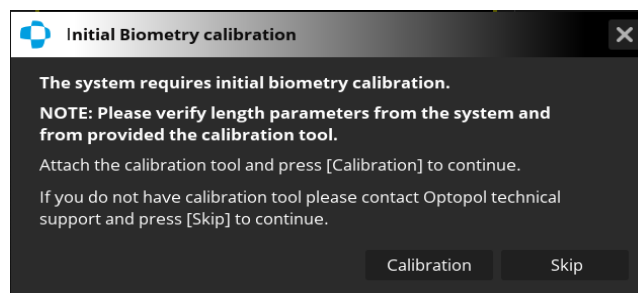 Initial Biometry calibration
The system requires initial biometry calibration.
NOTE: Please verify length parameters from the system and
from provided the calibration tool.
Attach the calibration tool and press [Calibration] to continue.
If you do not have calibration tool please contact Optopol technical
support and press [Skip] to continue.
Calibration Skip